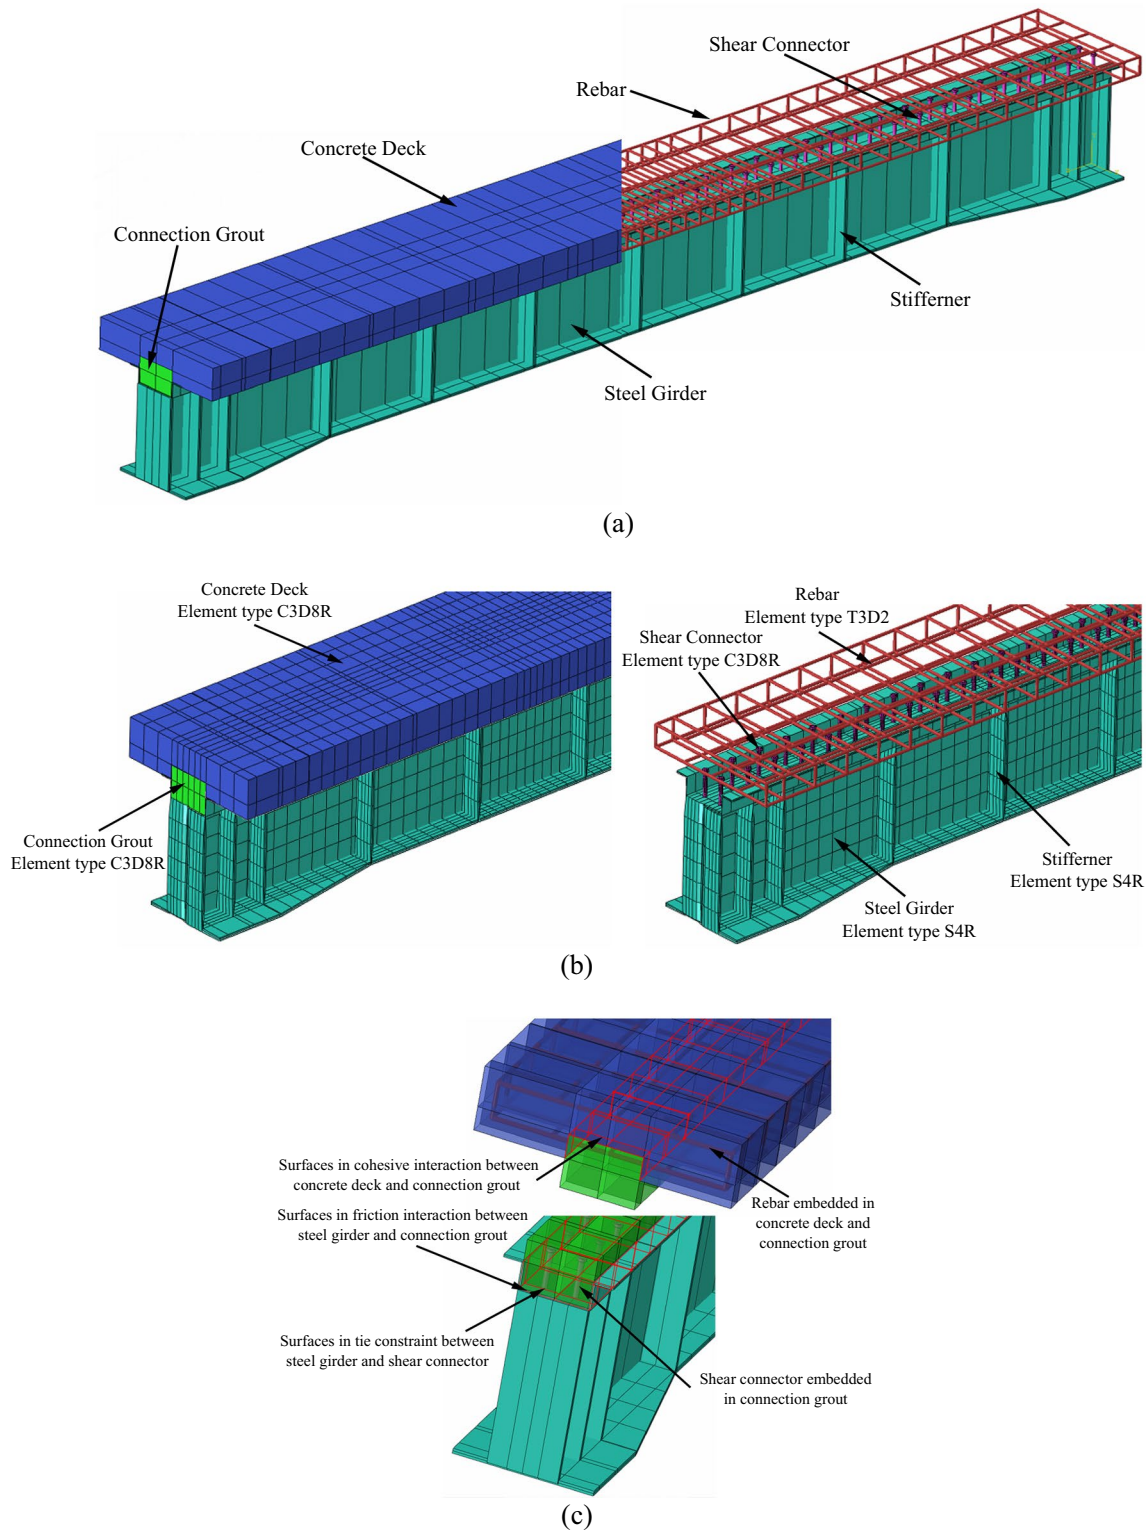 Shear Connector
Rebar
Concrete Deck
Connection Grout
Stifferner
Steel Girder
(a)
Concrete Deck
Element type C3D8R
Rebar
Element type T3D2
Shear Connector
Element type C3D8R
Connection Grout
Element type C3D8R
Stifferner
Element type S4R
Steel Girder
Element type S4R
(b)
Surfaces in cohesive interaction between
concrete deck and connection grout
Surfaces in friction interaction between
steel girder and connection grout
Rebar embedded in
concrete deck and
connection grout
Surfaces in tie constraint between
steel girder and shear connector
Shear connector embedded
in connection grout
(c)